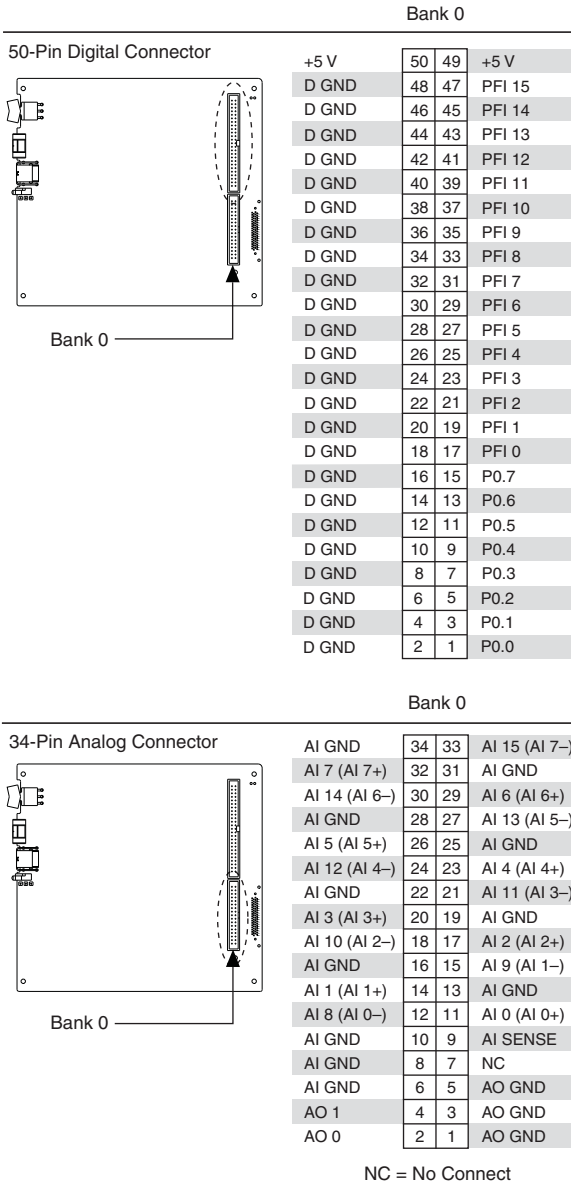 Bank 0
50-Pin Digital Connector
+5 V 50 49 +5 V
D GND 48 47 PFI 15
D GND 46 45 PFI 14
D GND 44 43 PFI 13
D GND 42 41 PFI 12
D GND 40 39 PFI 11
D GND 38 37 PFI 10
D GND 36 35 PFI 9
D GND 34 33 PFI 8
D GND 32 31 PFI 7
D GND 30 29 PFI 6
D GND 28 27 PFI 5
D GND 26 25 PFI 4
D GND 24 23 PFI 3
D GND 22 21 PFI 2
D GND 20 19 PFI 1
D GND 18 17 PFI 0
D GND 16 15 P0.7
D GND 14 13 P0.6
D GND 12 11 P0.5
D GND 10 9 P0.4
D GND 8 7 P0.3
D GND 6 5 P0.2
D GND 4 3 P0.1
D GND 2 1 P0.0
Bank 0
Bank 0
34-Pin Analog Connector
AI GND 34 33 AI 15 (AI 7–)
AI 7 (AI 7+) 32 31 AI GND
AI 14 (AI 6–) 30 29 AI 6 (AI 6+)
AI GND 28 27 AI 13 (AI 5–)
AI 5 (AI 5+) 26 25 AI GND
AI 12 (AI 4–) 24 23 AI 4 (AI 4+)
AI GND 22 21 AI 11 (AI 3–)
AI 3 (AI 3+) 20 19 AI GND
AI 10 (AI 2–) 18 17 AI 2 (AI 2+)
AI GND 16 15 AI 9 (AI 1–)
AI 1 (AI 1+) 14 13 AI GND
AI 8 (AI 0–) 12 11 AI 0 (AI 0+)
AI GND 10 9 AI SENSE
AI GND 8 7 NC
AI GND 6 5 AO GND
AO 1 4 3 AO GND
AO 0 2 1 AO GND
Bank 0
NC = No Connect